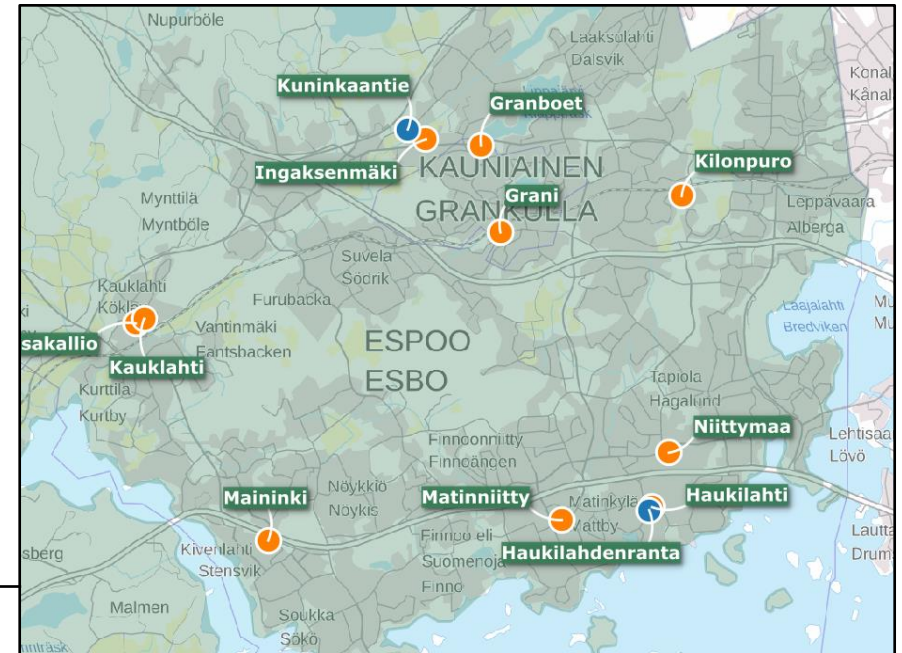 Nupurböle
Laaksolahti
Dalsvik
Kuninkaantie
Granboet
Ingaksenmäki
KAUNIAINEN
GRANKULLA
Kilonpuro
Grani
Leppävaara
Alberga
Mynttilä
Myntböle
Suvela
Södrik
Kauklahti
Köklax
Furubacka
Vantinmäki
Fantsbacken
sakallio
Kauklahti
ESPOO
ESBO
Laajalahti
Bredviken
Mu
Mu
Kurttila
Kurtby
Tapiola
Hagalund
Finnoonniitty
Finnoängen
Niittymaa
Lehtisaa
Lövö
Maininki
Nöykkiö
Nöykis
Matinniitty
Matinkylä
Mattby
Haukilahti
Haukilahdenranta
Lautta
Drum
sberg
Kivenlahti
Stensvik
Finnoo eli
Suomenoja
Finno
Malmen
Soukka
Sökö